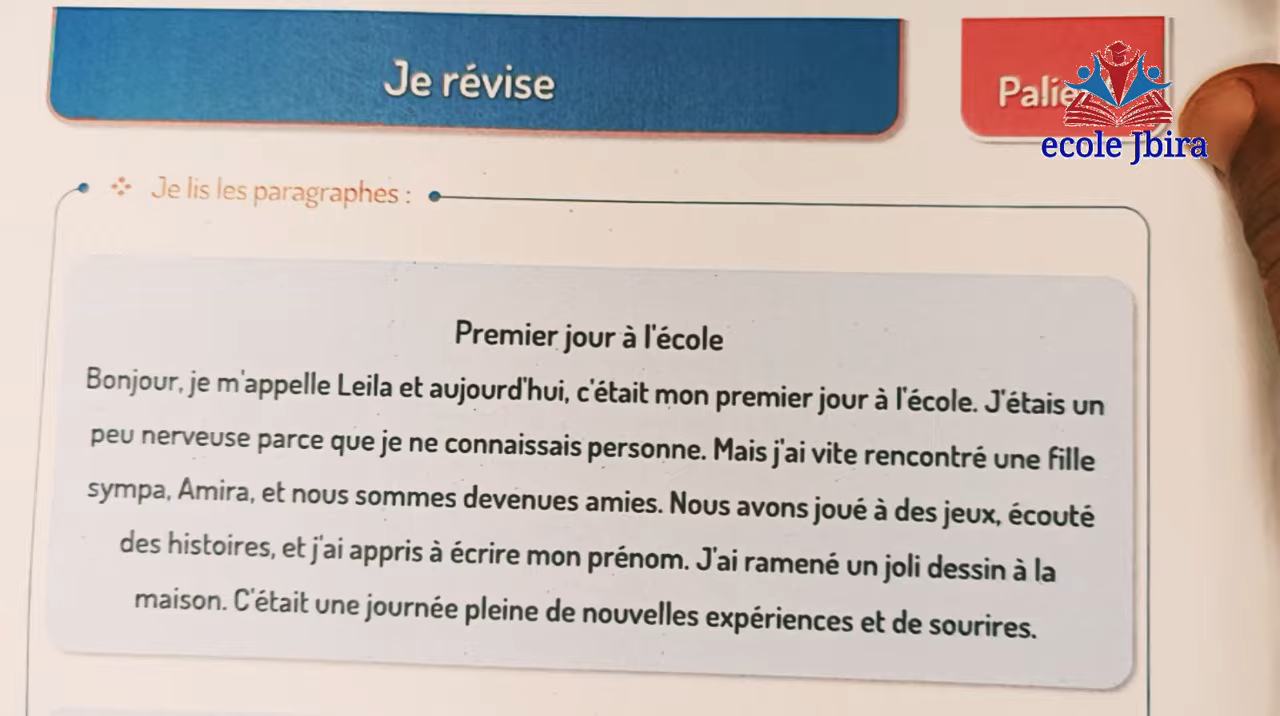 Je révise
Palie
ecole Jbira
Je lis les paragraphes :
Premier jour à l'école
Bonjour, je m'appelle Leila et aujourd'hui, c'était mon premier jour à l'école. J'étais un
peu nerveuse parce que je ne connaissais personne. Mais j'ai vite rencontré une fille
sympa, Amira, et nous sommes devenues amies. Nous avons joué à des jeux, écouté
des histoires, et j'ai appris à écrire mon prénom. J'ai ramené un joli dessin à la
maison. C'était une journée pleine de nouvelles expériences et de sourires.